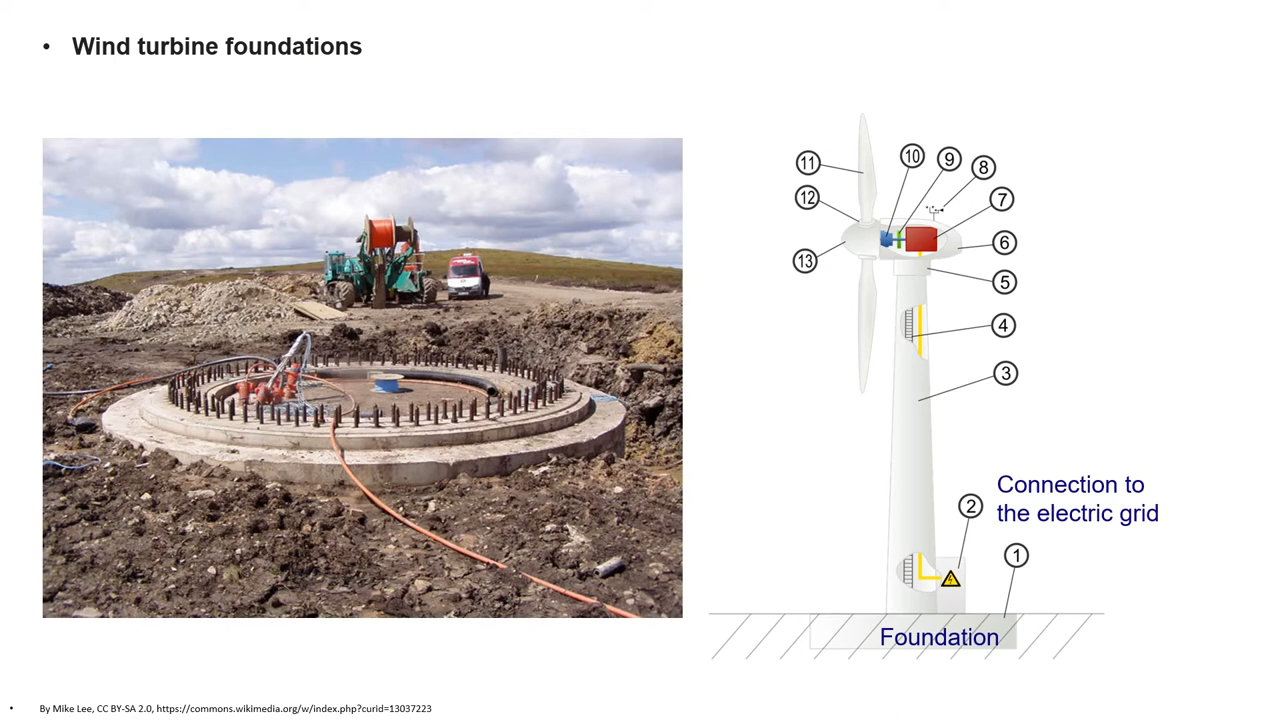 • Wind turbine foundations
11
10
9
8
12
7
13
6
5
4
3
Connection to
the electric grid
2
1
Foundation
• By Mike Lee, CC BY-SA 2.0, https://commons.wikimedia.org/w/index.php?curid=13037223